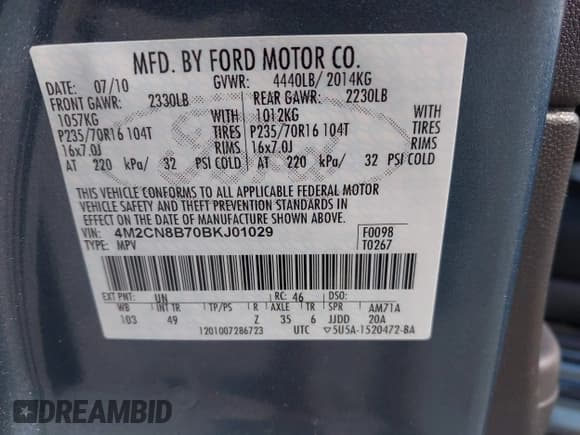 MFD. BY FORD MOTOR CO.
DATE: 07/10 GVWR: 4440LB/ 2014KG
FRONT GAWR: 2330LB REAR GAWR: 2230LB
1057KG WITH 1012KG WITH
P235/70R16 104T TIRES P235/70R16 104T TIRES
16x7.0J RIMS 16x7.0J RIMS
AT 220 kPa/ 32 PSI COLD AT 220 kPa/ 32 PSI COLD
THIS VEHICLE CONFORMS TO ALL APPLICABLE FEDERAL MOTOR
VEHICLE SAFETY AND THEFT PREVENTION STANDARDS IN
EFFECT ON THE DATE OF MANUFACTURE SHOWN ABOVE.
VIN: 4M2CN8B70BKJ01029 F0098
TYPE: MPV T0267
EXT PNT: UN RC: 46 DSO:
WB INT TR TP/PS R AXLE TR SPR AM71A
103 49 Z 35 6 JJDD 20A
1201007286723 UTC ▽5U5A-1520472-BA
Ford
DREAMBID